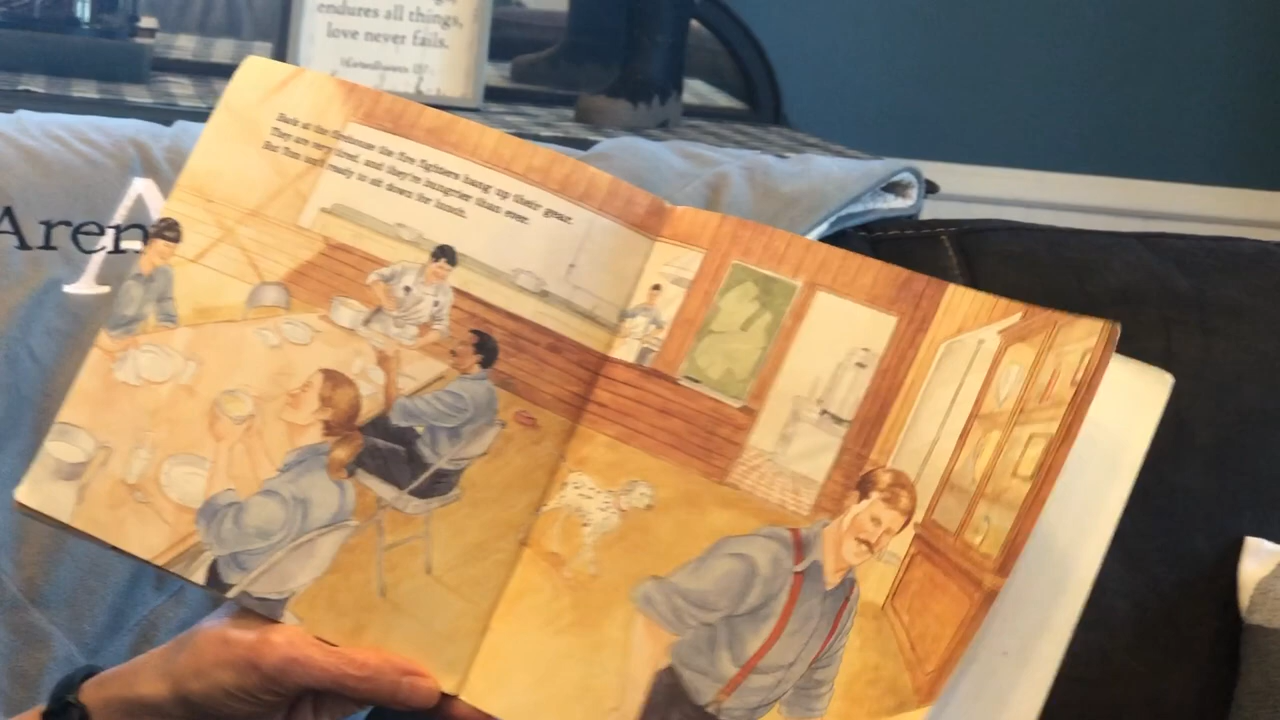 endures all things,
love never fails.
Back at the firehouse the fire fighters hang up their gear.
They are very tired, and they're hungrier than ever.
But Tom isn't ready to sit down for lunch.
Aren
A